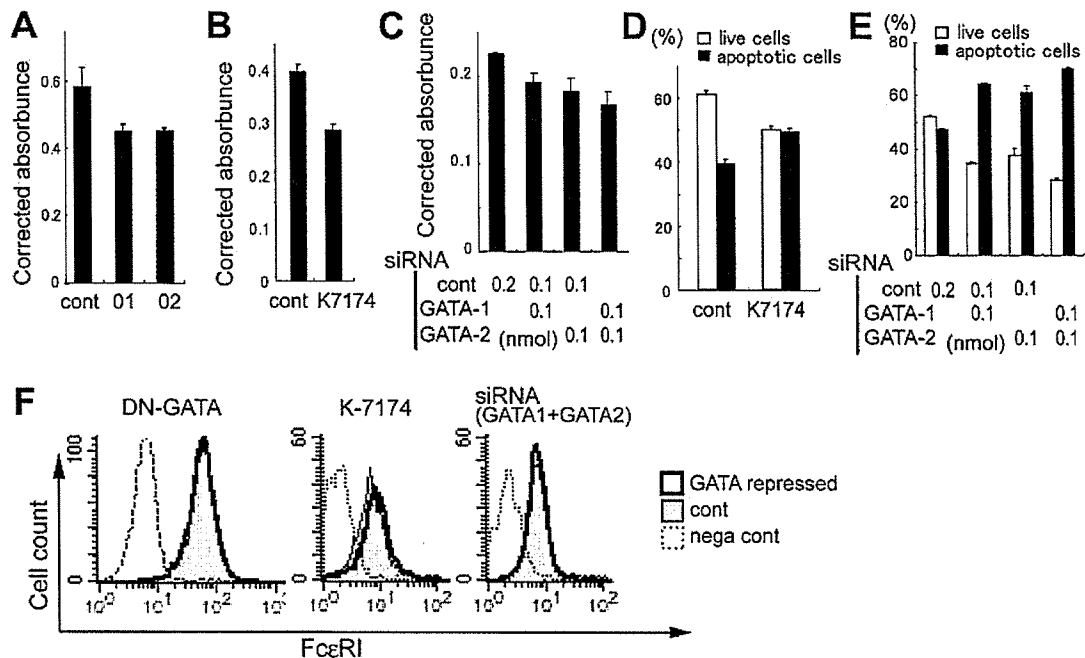 A
Corrected absorbunce
0.6
0.4
0.2
0
cont 01 02
B
Corrected absorbunce
0.4
0.3
0.2
0.1
0
cont K7174
C
Corrected absorbunce
0.2
0.1
0
siRNA
cont 0.2 0.1 0.1
GATA-1 0.1 0.1
GATA-2 (nmol) 0.1 0.1
D
(%)
live cells
apoptotic cells
60
40
20
0
cont K7174
E
(%)
live cells
apoptotic cells
80
60
40
20
0
siRNA
cont 0.2 0.1 0.1
GATA-1 0.1 0.1
GATA-2 (nmol) 0.1 0.1
F
DN-GATA
K-7174
siRNA
(GATA1+GATA2)
Cell count
100
0
10⁰ 10¹ 10² 10³
60
0
10⁰ 10¹ 10²
60
0
10⁰ 10¹ 10²
GATA repressed
cont
nega cont
FcεRI